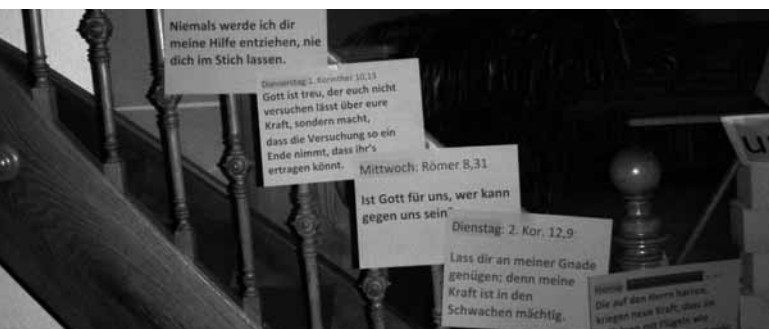 Niemals werde ich dir
meine Hilfe entziehen, nie
dich im Stich lassen.
Donnerstag 1. Korinther 10,13
Gott ist treu, der euch nicht
versuchen lässt über eure
Kraft, sondern macht,
dass die Versuchung so ein
Ende nimmt, dass ihr's
ertragen könnt.
Mittwoch: Römer 8,31
Ist Gott für uns, wer kann
gegen uns sein?
Dienstag: 2. Kor. 12,9
Lass dir an meiner Gnade
genügen; denn meine
Kraft ist in den
Schwachen mächtig.
Die auf den Herrn harren,
kriegen neue Kraft, dass sie
Flügeln wie